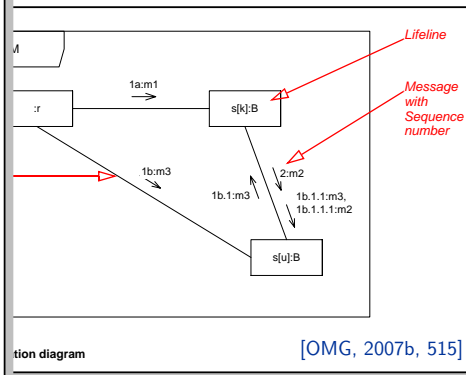 M
Lifeline
1a:m1
Message
with
Sequence
number
:r
s[k]:B
1b:m3
2:m2
1b.1:m3
1b.1.1:m3,
1b.1.1.1:m2
s[u]:B
tion diagram
[OMG, 2007b, 515]